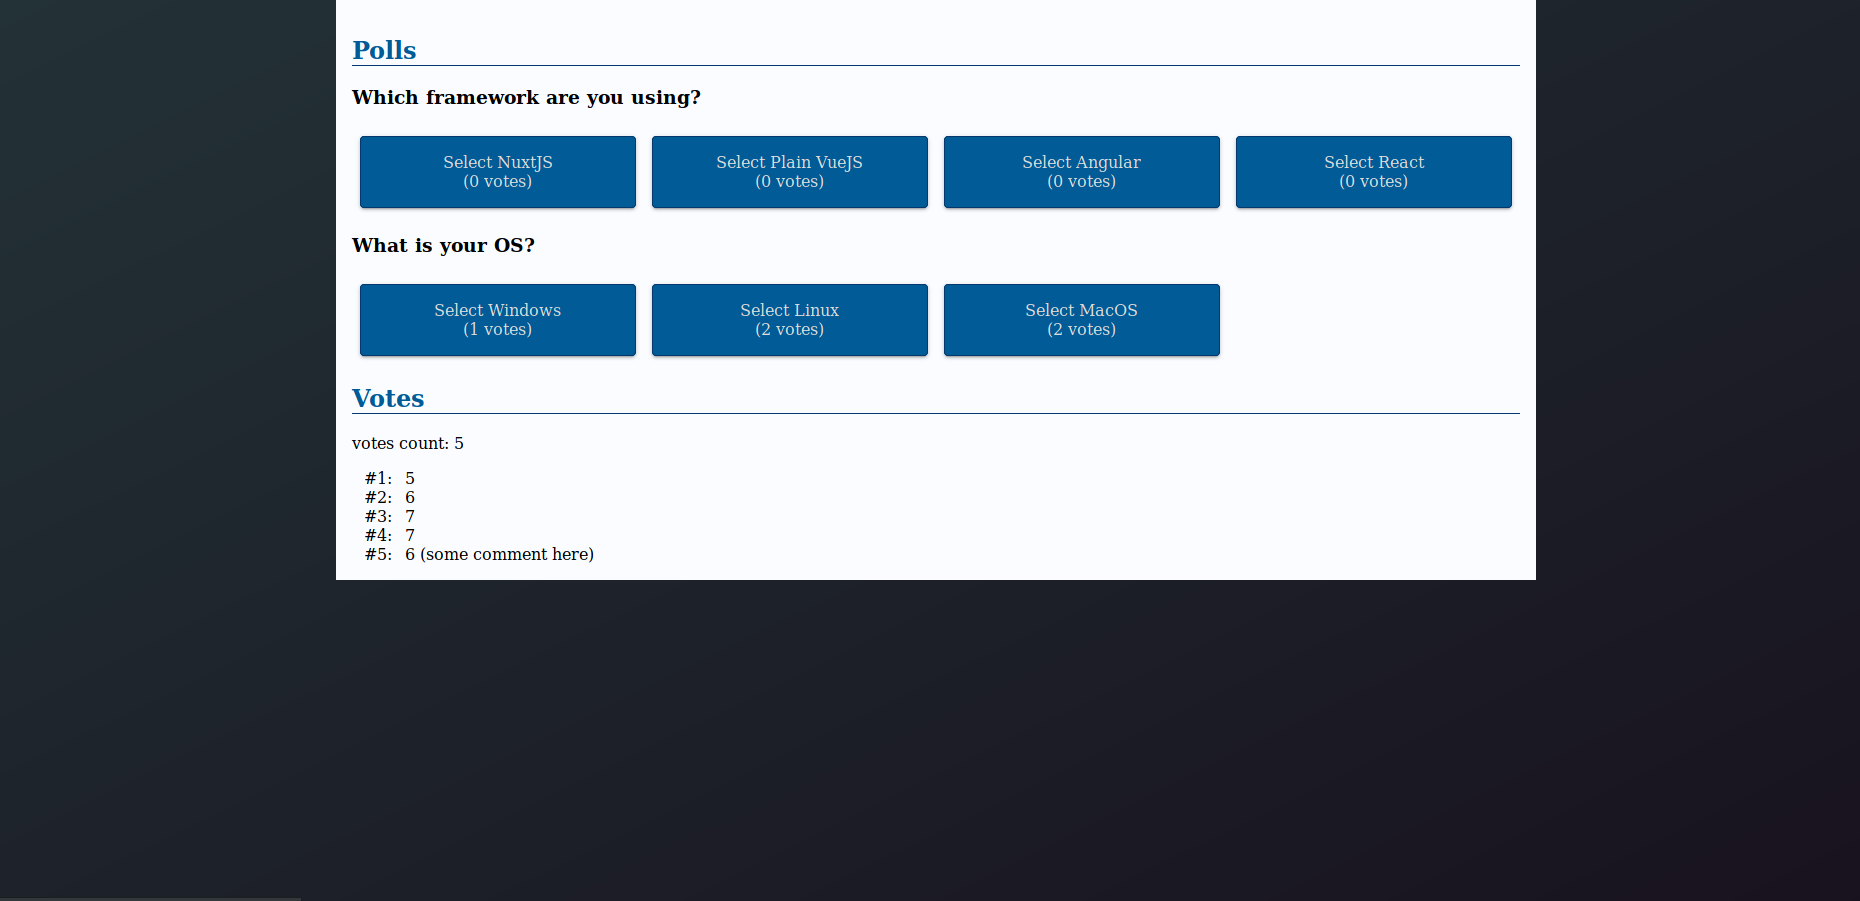 Polls
Which framework are you using?
Select NuxtJS
(0 votes)
Select Plain VueJS
(0 votes)
Select Angular
(0 votes)
Select React
(0 votes)
What is your OS?
Select Windows
(1 votes)
Select Linux
(2 votes)
Select MacOS
(2 votes)
Votes
votes count: 5
#1: 5
#2: 6
#3: 7
#4: 7
#5: 6 (some comment here)